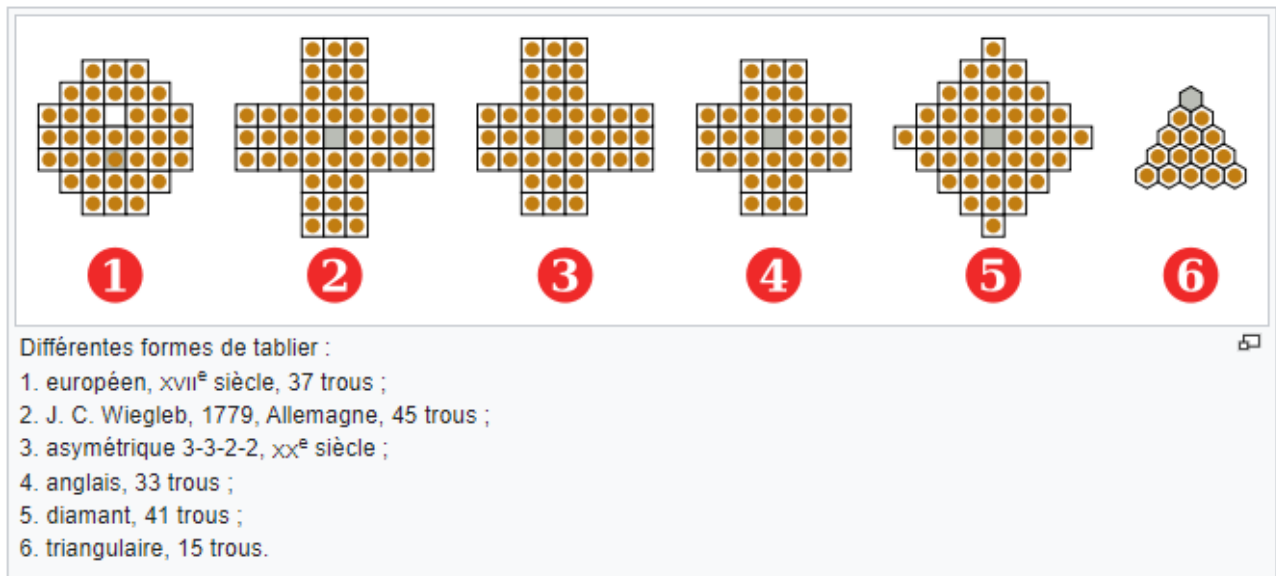 1 2 3 4 5 6
Différentes formes de tablier :
1. européen, XVIIe siècle, 37 trous ;
2. J. C. Wiegleb, 1779, Allemagne, 45 trous ;
3. asymétrique 3-3-2-2, XXe siècle ;
4. anglais, 33 trous ;
5. diamant, 41 trous ;
6. triangulaire, 15 trous.